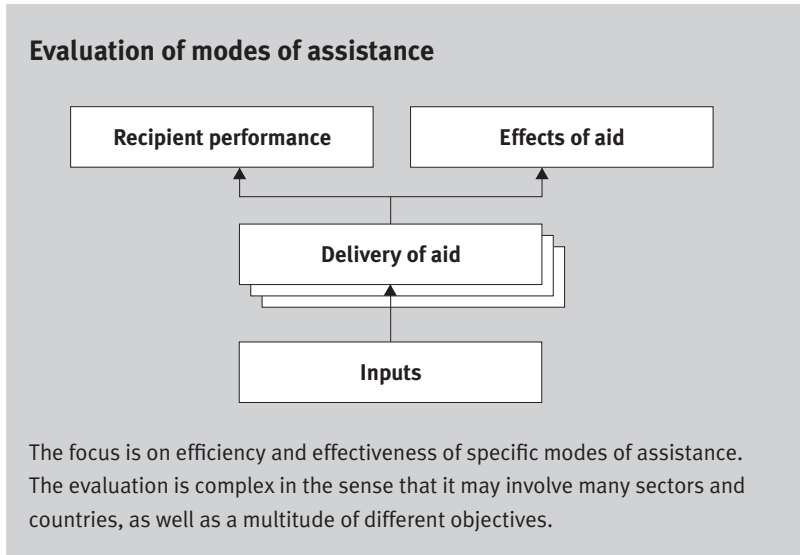 Evaluation of modes of assistance
Recipient performance
Effects of aid
Delivery of aid
Inputs
The focus is on efficiency and effectiveness of specific modes of assistance.
The evaluation is complex in the sense that it may involve many sectors and
countries, as well as a multitude of different objectives.